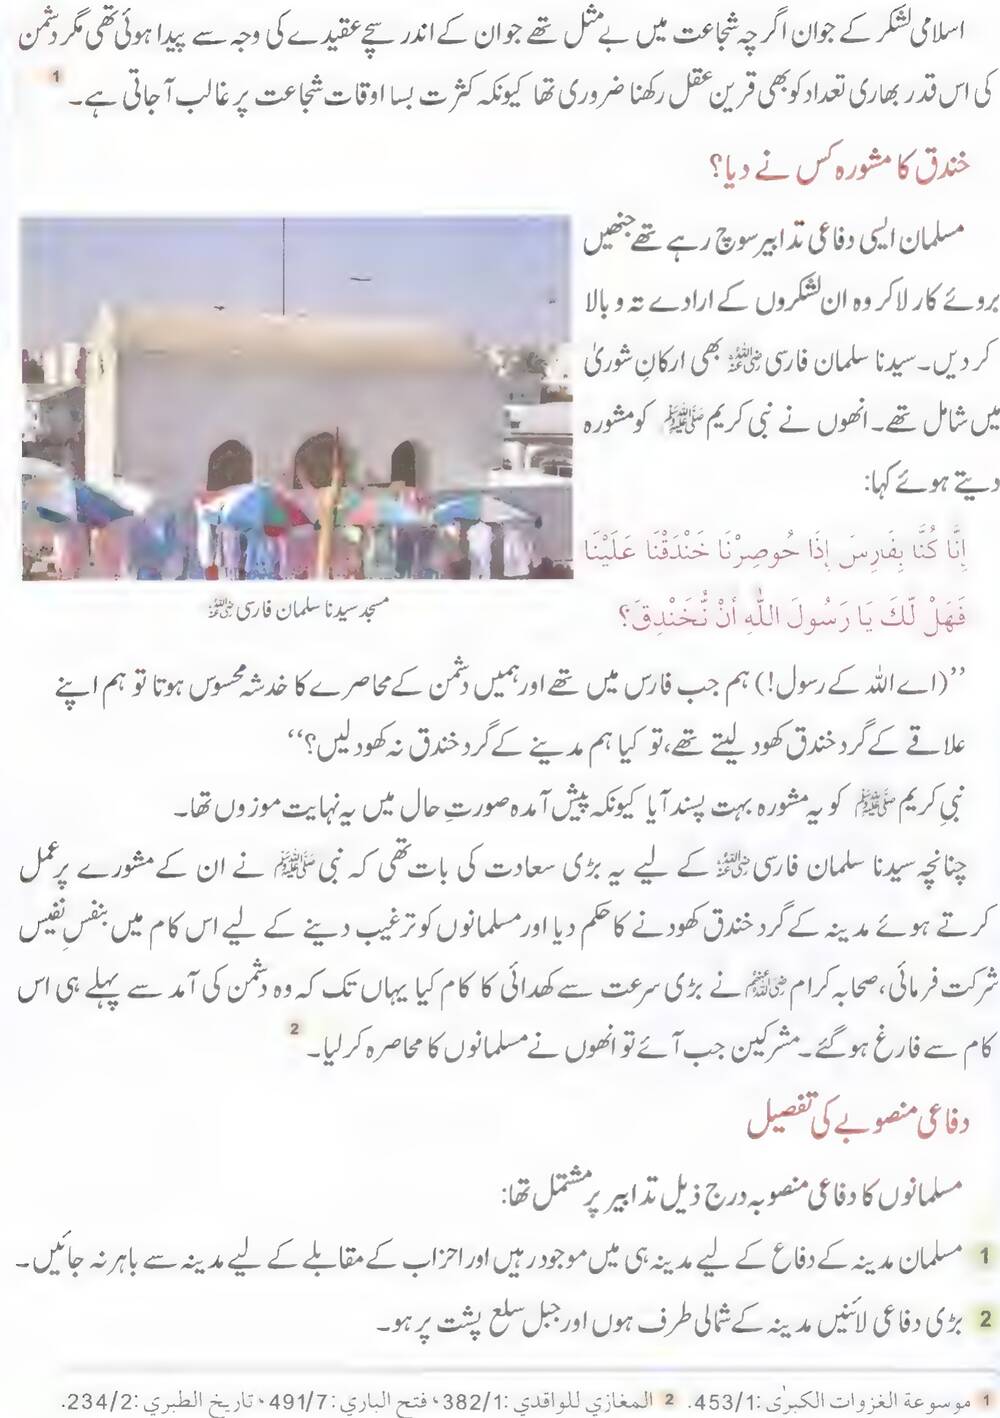 اسلامی لشکر کے جوان اگرچہ شجاعت میں بے مثل تھے جو ان کے اندر سچے عقیدے کی وجہ سے پیدا ہوئی تھی مگر دشمن
کی اس قدر بھاری تعداد کو بھی قرین عقل رکھنا ضروری تھا کیونکہ کثرت بسا اوقات شجاعت پر غالب آجاتی ہے۔ 1
خندق کا مشورہ کس نے دیا؟
مسلمان ایسی دفاعی تدابیر سوچ رہے تھے جنھیں
بروئے کار لاکر وہ ان لشکروں کے ارادے تہ و بالا
کر دیں۔ سیدنا سلمان فارسی رضی اللہ عنہ بھی ارکانِ شوریٰ
میں شامل تھے۔ انھوں نے نبی کریم ﷺ کو مشورہ
دیتے ہوئے کہا:
إِنَّا كُنَّا بِفَارِسَ إِذَا حُوصِرْنَا خَنْدَقْنَا عَلَيْنَا
فَهَلْ لَّكَ يَا رَسُولَ اللّٰهِ أَنْ نُّخَنْدِقَ؟
مسجد سیدنا سلمان فارسی رضی اللہ عنہ
’’(اے اللہ کے رسول!) ہم جب فارس میں تھے اور ہمیں دشمن کے محاصرے کا خدشہ محسوس ہوتا تو ہم اپنے
علاقے کے گرد خندق کھود لیتے تھے، تو کیا ہم مدینے کے گرد خندق نہ کھود لیں؟‘‘
نبیِ کریم ﷺ کو یہ مشورہ بہت پسند آیا کیونکہ پیش آمدہ صورتِ حال میں یہ نہایت موزوں تھا۔
چنانچہ سیدنا سلمان فارسی رضی اللہ عنہ کے لیے یہ بڑی سعادت کی بات تھی کہ نبی ﷺ نے ان کے مشورے پر عمل
کرتے ہوئے مدینہ کے گرد خندق کھودنے کا حکم دیا اور مسلمانوں کو ترغیب دینے کے لیے اس کام میں بنفسِ نفیس
شرکت فرمائی، صحابہ کرام رضی اللہ عنہم نے بڑی سرعت سے کھدائی کا کام کیا یہاں تک کہ وہ دشمن کی آمد سے پہلے ہی اس
کام سے فارغ ہوگئے۔ مشرکین جب آئے تو انھوں نے مسلمانوں کا محاصرہ کرلیا۔ 2
دفاعی منصوبے کی تفصیل
مسلمانوں کا دفاعی منصوبہ درج ذیل تدابیر پر مشتمل تھا:
1 مسلمان مدینہ کے دفاع کے لیے مدینہ ہی میں موجود رہیں اور احزاب کے مقابلے کے لیے مدینہ سے باہر نہ جائیں۔
2 بڑی دفاعی لائنیں مدینہ کے شمالی طرف ہوں اور جبل سلع پشت پر ہو۔
1 موسوعة الغزوات الكبرٰى: 453/1. 2 المغازي للواقدي: 382/1، فتح الباري: 491/7، تاريخ الطبري: 234/2.